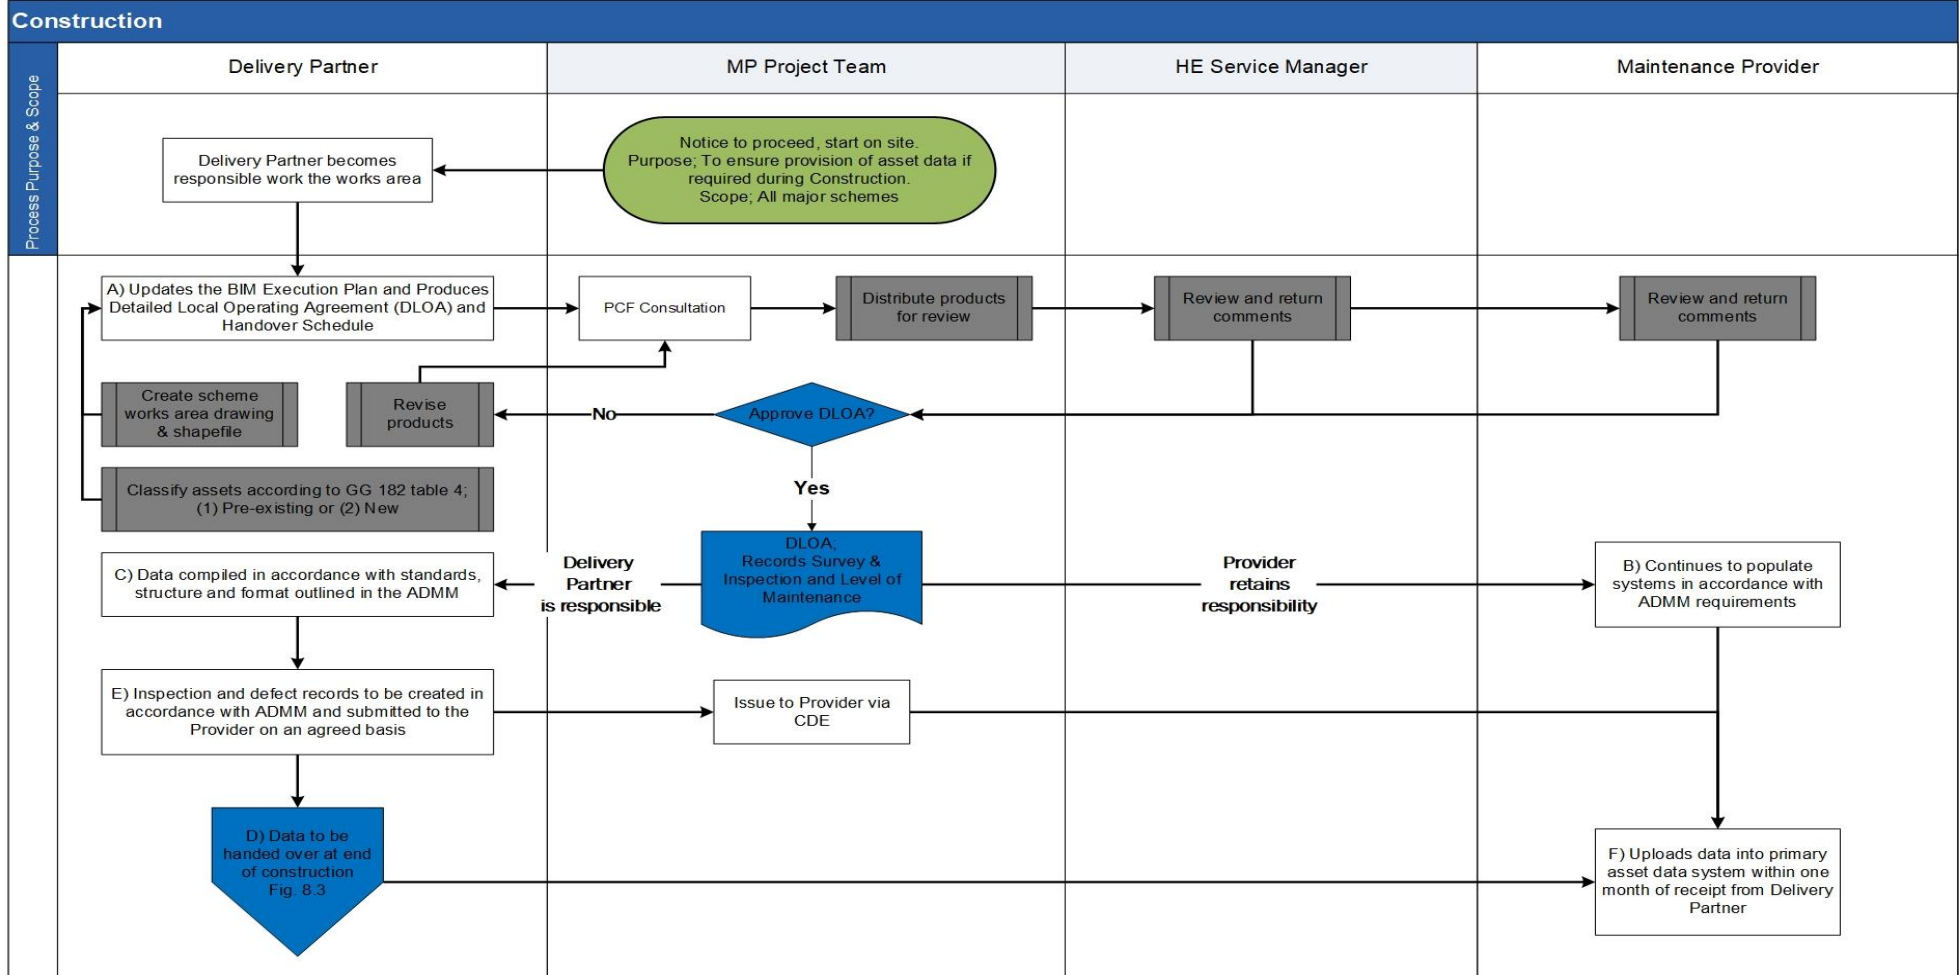 Construction
Process Purpose & Scope
Delivery Partner
MP Project Team
HE Service Manager
Maintenance Provider
Delivery Partner becomes
responsible work the works area
Notice to proceed, start on site.
Purpose; To ensure provision of asset data if
required during Construction.
Scope; All major schemes
A) Updates the BIM Execution Plan and Produces
Detailed Local Operating Agreement (DLOA) and
Handover Schedule
PCF Consultation
Distribute products
for review
Review and return
comments
Review and return
comments
Create scheme
works area drawing
& shapefile
Revise
products
No
Approve DLOA?
Classify assets according to GG 182 table 4;
(1) Pre-existing or (2) New
Yes
C) Data compiled in accordance with standards,
structure and format outlined in the ADMM
Delivery
Partner
is responsible
DLOA;
Records Survey &
Inspection and Level of
Maintenance
Provider
retains
responsibility
B) Continues to populate
systems in accordance with
ADMM requirements
E) Inspection and defect records to be created in
accordance with ADMM and submitted to the
Provider on an agreed basis
Issue to Provider via
CDE
D) Data to be
handed over at end
of construction
Fig. 8.3
F) Uploads data into primary
asset data system within one
month of receipt from Delivery
Partner